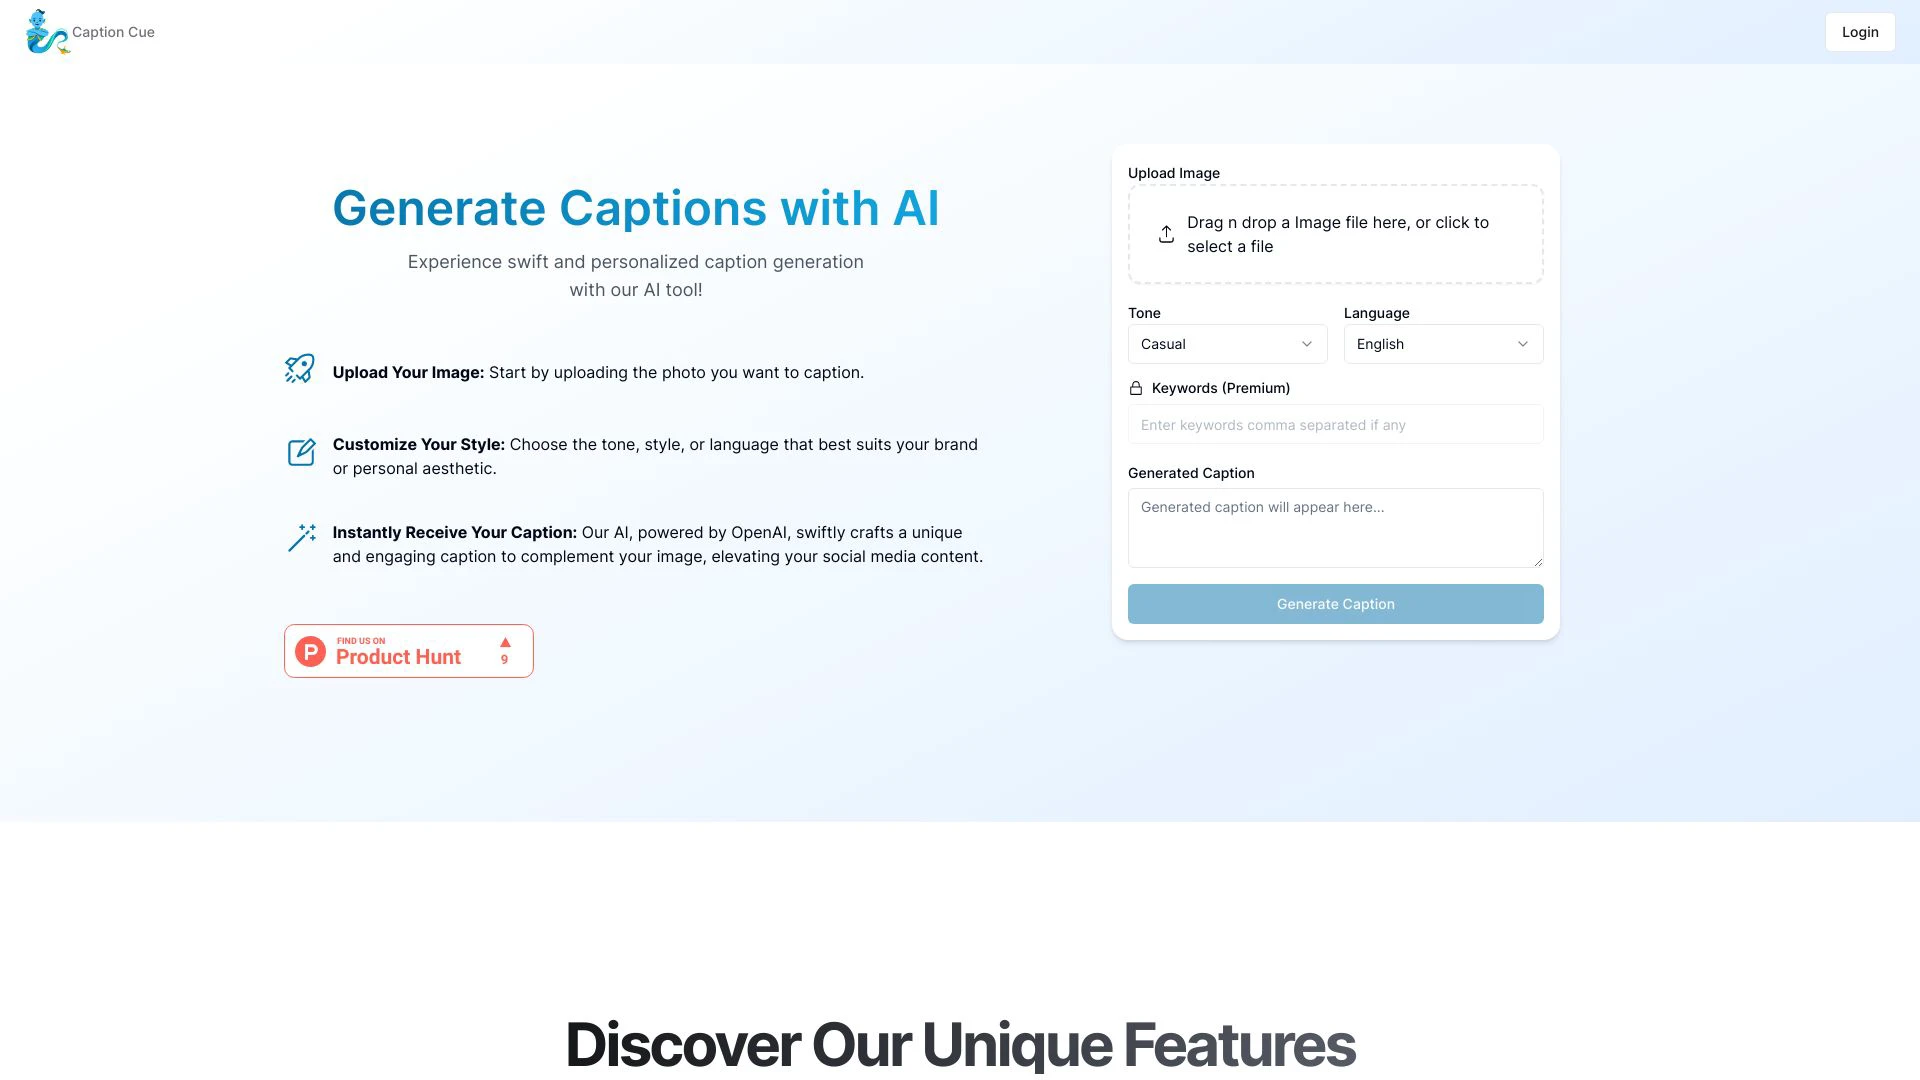 Caption Cue
Login
Generate Captions with AI
Experience swift and personalized caption generation
with our AI tool!
Upload Your Image: Start by uploading the photo you want to caption.
Customize Your Style: Choose the tone, style, or language that best suits your brand
or personal aesthetic.
Instantly Receive Your Caption: Our AI, powered by OpenAI, swiftly crafts a unique
and engaging caption to complement your image, elevating your social media content.
P
FIND US ON
Product Hunt
9
Upload Image
Drag n drop a Image file here, or click to
select a file
Tone
Language
Casual
English
Keywords (Premium)
Enter keywords comma separated if any
Generated Caption
Generated caption will appear here...
Generate Caption
Discover Our Unique Features